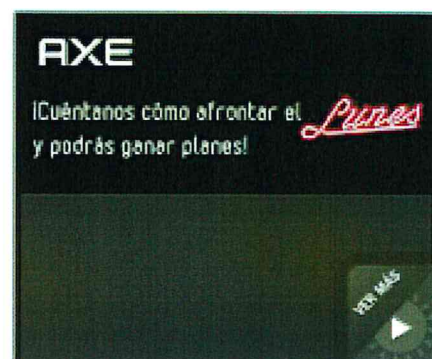 AXE
¡Cuéntanos cómo afrontar el Lunes
y podrás ganar planes!
VER MÁS